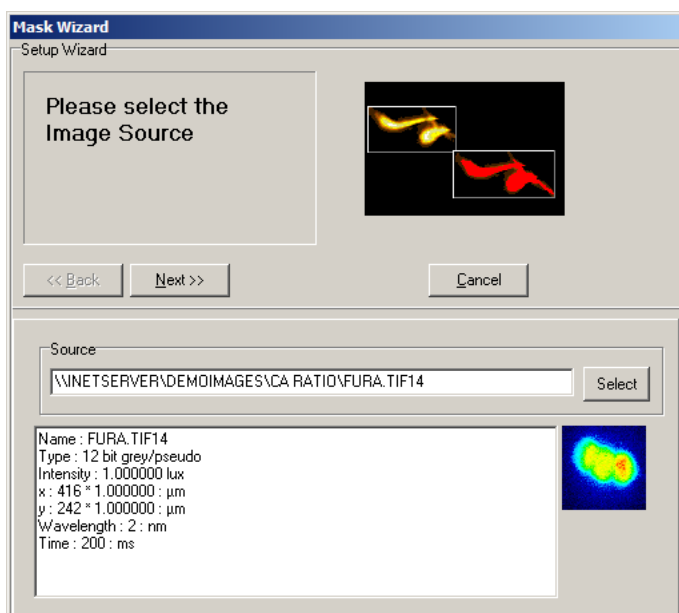 Mask Wizard
Setup Wizard
Please select the
Image Source
<< Back
Next >>
Cancel
Source
\\INETSERVER\DEMOIMAGES\CA RATIO\FURA.TIF14
Select
Name : FURA.TIF14
Type : 12 bit grey/pseudo
Intensity : 1.000000 lux
x : 416 * 1.000000 : µm
y : 242 * 1.000000 : µm
Wavelength : 2 : nm
Time : 200 : ms